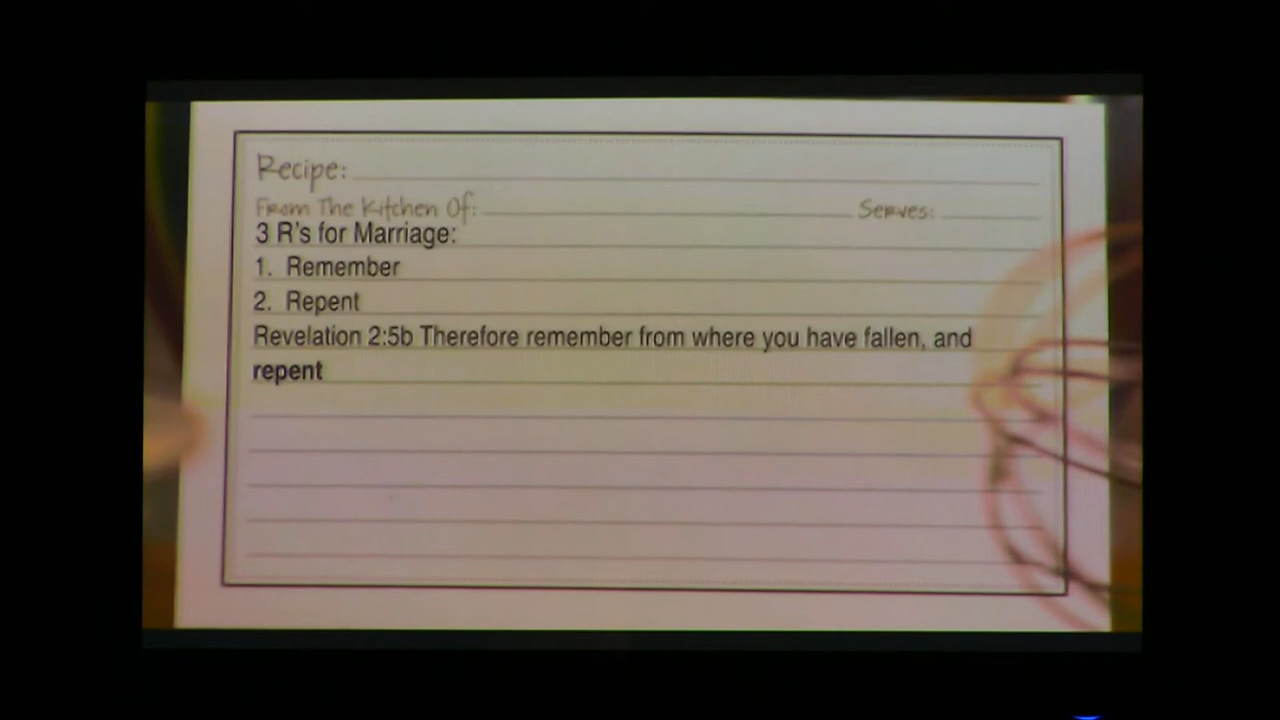 Recipe:
From The Kitchen Of: Serves:
3 R's for Marriage:
1. Remember
2. Repent
Revelation 2:5b Therefore remember from where you have fallen, and
repent